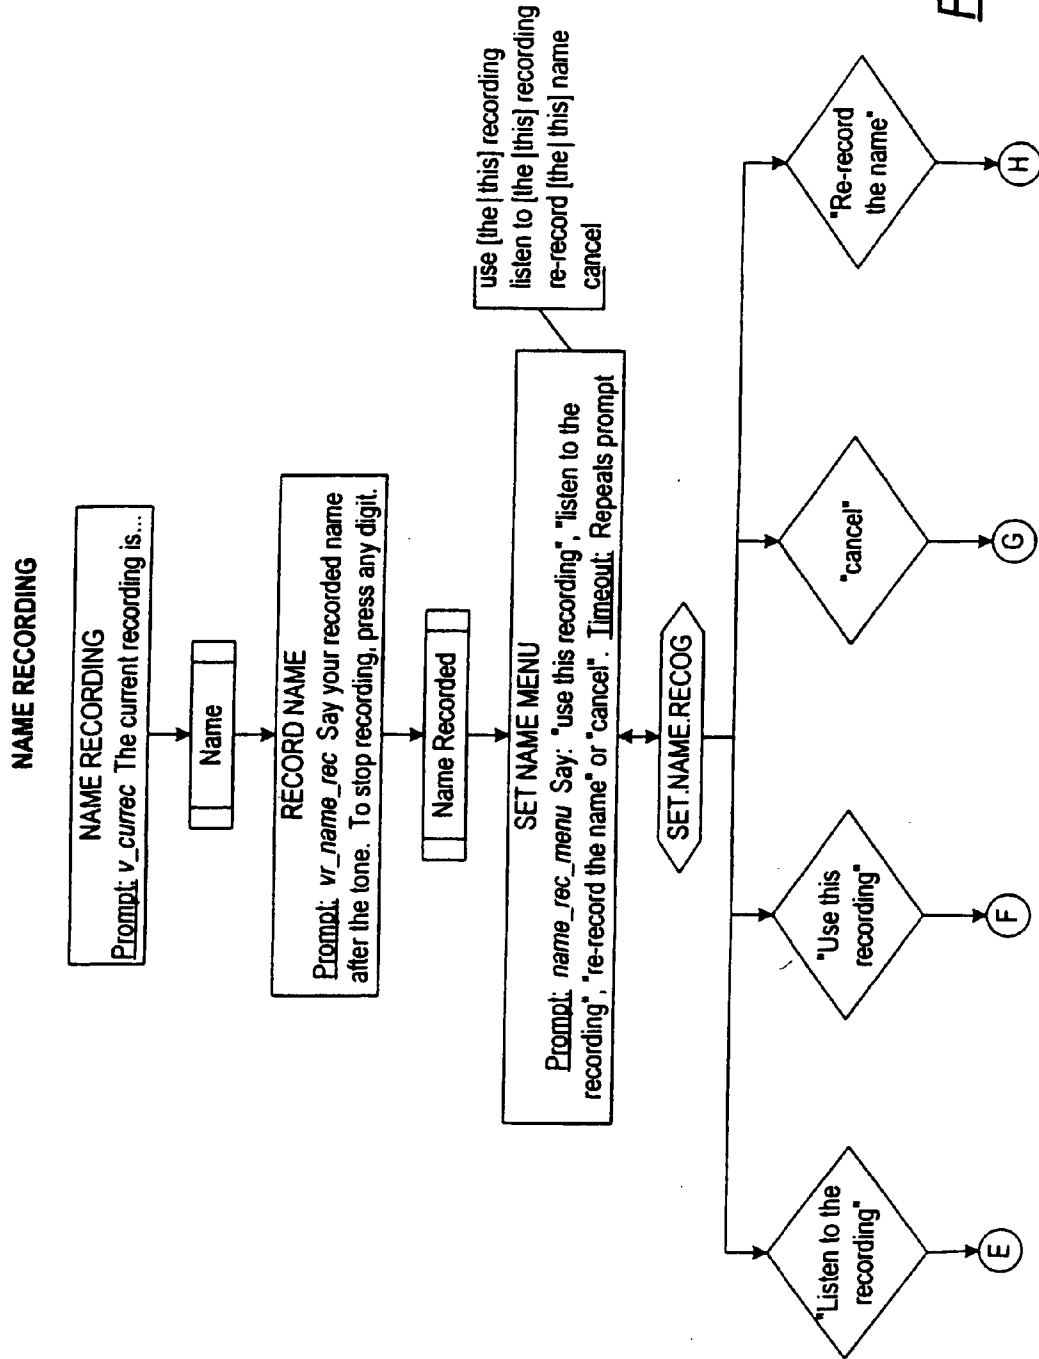 NAME RECORDING
NAME RECORDING
Prompt: v_currec The current recording is...
Name
RECORD NAME
Prompt: vr_name_rec Say your recorded name
after the tone. To stop recording, press any digit.
Name Recorded
SET NAME MENU
Prompt: name_rec_menu Say: "use this recording", "listen to the
recording", "re-record the name" or "cancel". Timeout: Repeats prompt
use [the|this] recording
listen to [the|this] recording
re-record [the|this] name
cancel
SET.NAME.RECOG
"Listen to the
recording"
"Use this
recording"
"cancel"
"Re-record
the name"
E
F
G
H